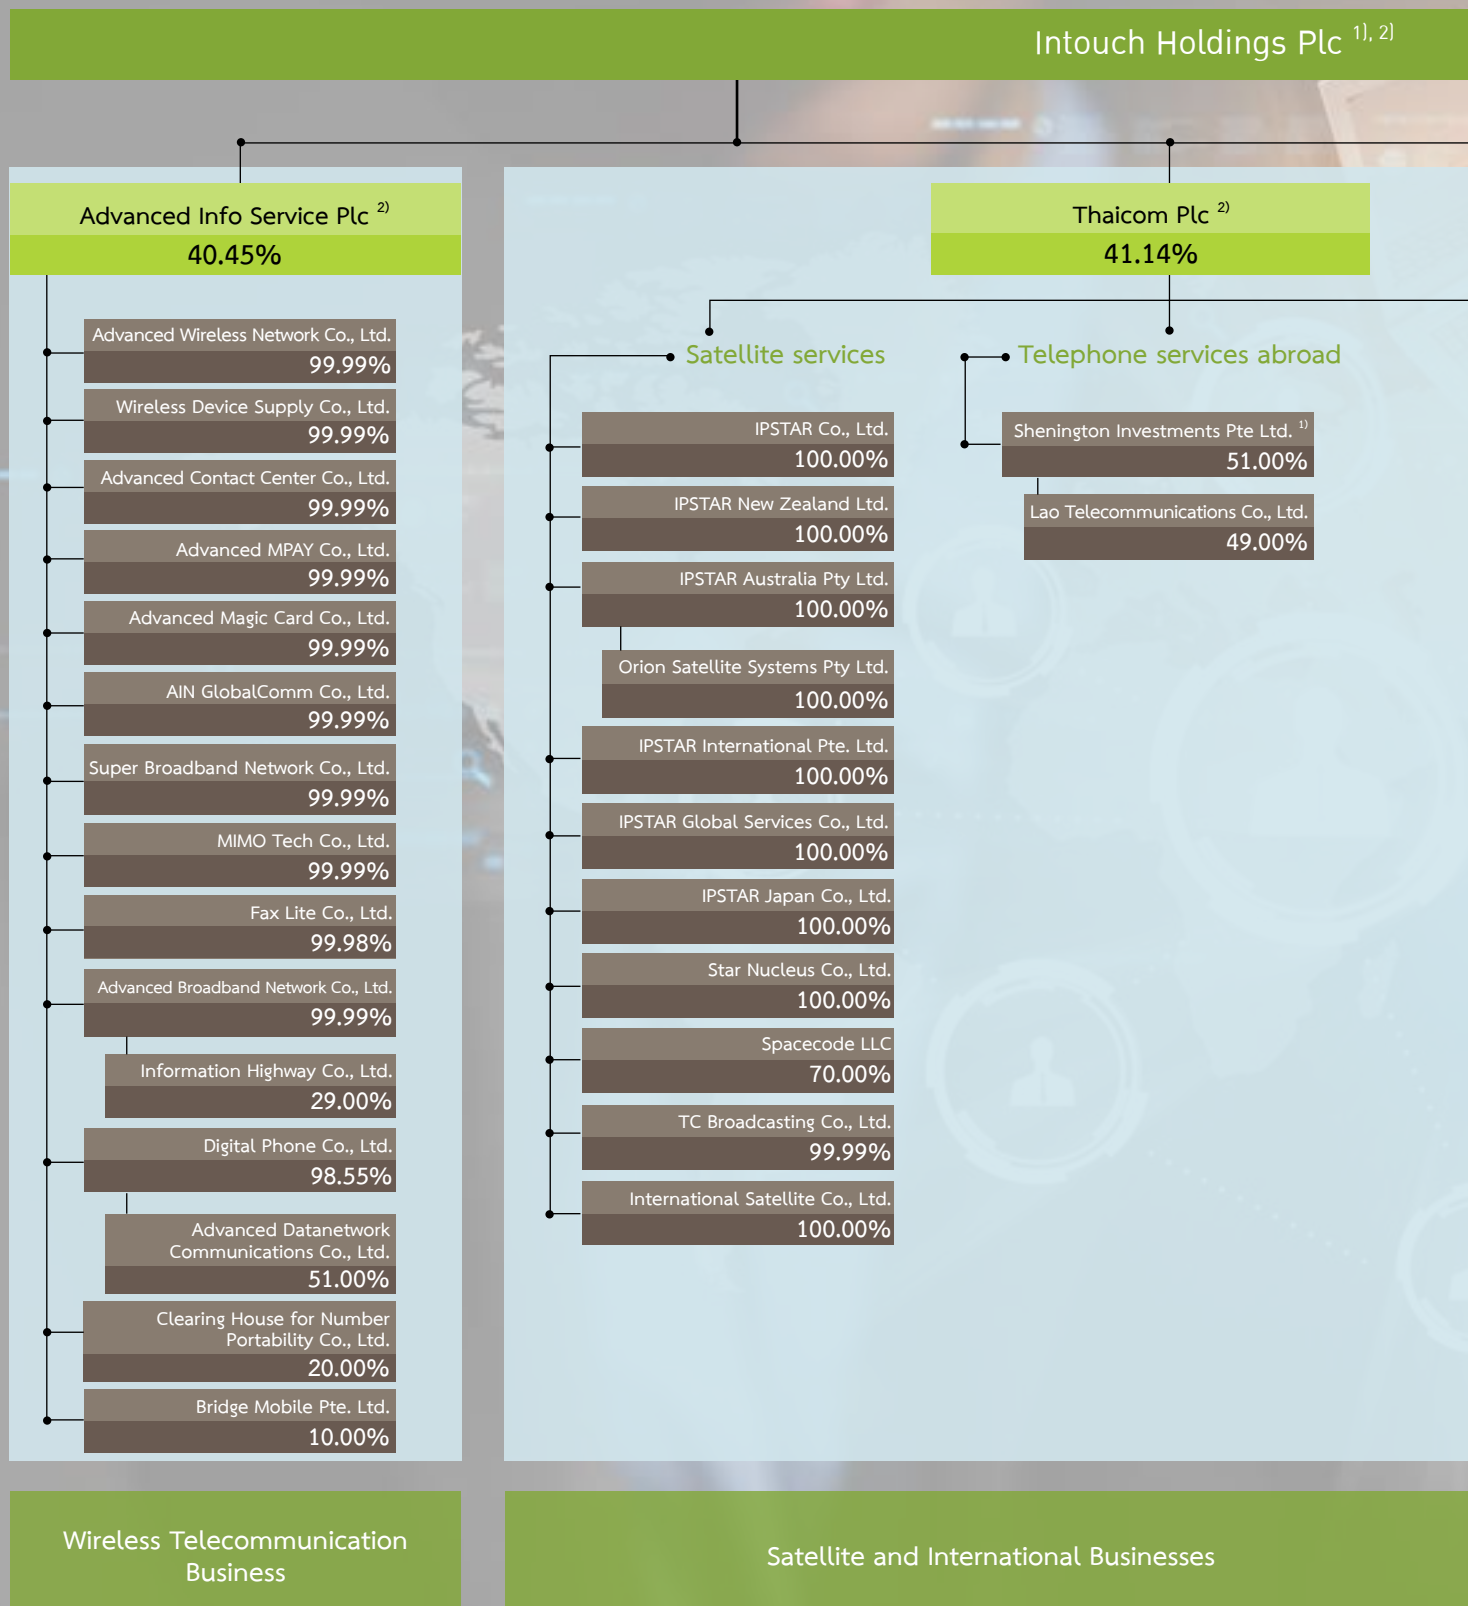 Intouch Holdings Plc 1), 2)
Advanced Info Service Plc 2)
40.45%
Advanced Wireless Network Co., Ltd.
99.99%
Wireless Device Supply Co., Ltd.
99.99%
Advanced Contact Center Co., Ltd.
99.99%
Advanced MPAY Co., Ltd.
99.99%
Advanced Magic Card Co., Ltd.
99.99%
AIN GlobalComm Co., Ltd.
99.99%
Super Broadband Network Co., Ltd.
99.99%
MIMO Tech Co., Ltd.
99.99%
Fax Lite Co., Ltd.
99.98%
Advanced Broadband Network Co., Ltd.
99.99%
Information Highway Co., Ltd.
29.00%
Digital Phone Co., Ltd.
98.55%
Advanced Datanetwork
Communications Co., Ltd.
51.00%
Clearing House for Number
Portability Co., Ltd.
20.00%
Bridge Mobile Pte. Ltd.
10.00%
Wireless Telecommunication
Business
Thaicom Plc 2)
41.14%
Satellite services
IPSTAR Co., Ltd.
100.00%
IPSTAR New Zealand Ltd.
100.00%
IPSTAR Australia Pty Ltd.
100.00%
Orion Satellite Systems Pty Ltd.
100.00%
IPSTAR International Pte. Ltd.
100.00%
IPSTAR Global Services Co., Ltd.
100.00%
IPSTAR Japan Co., Ltd.
100.00%
Star Nucleus Co., Ltd.
100.00%
Spacecode LLC
70.00%
TC Broadcasting Co., Ltd.
99.99%
International Satellite Co., Ltd.
100.00%
Telephone services abroad
Shenington Investments Pte Ltd. 1)
51.00%
Lao Telecommunications Co., Ltd.
49.00%
Satellite and International Businesses